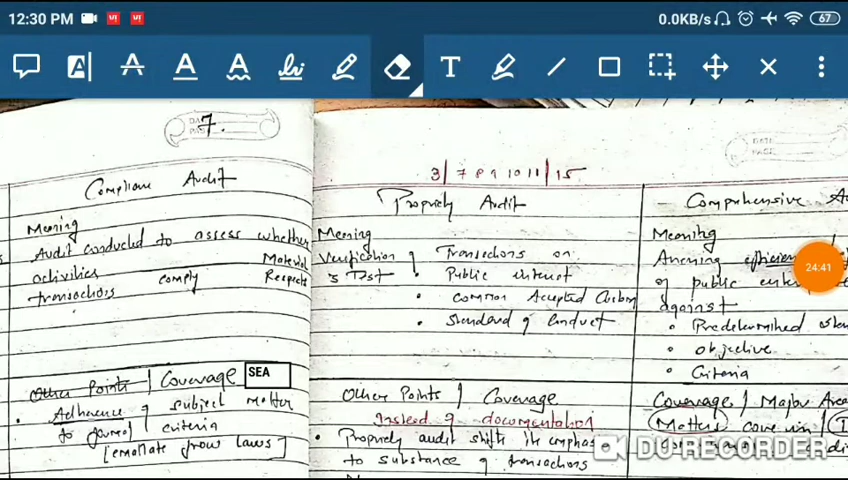 12:30 PM
0.0KB/s
67
T
7.
Compliance Audit
Meaning
Audit conducted to assess whether
activities Material
transactions comply Respects
Other Points | Coverage
SEA
Adherence of subject matter
to formal criteria
[emanate from laws]
3/ 7 8 9 10 11 / 15
Propriety Audit
Meaning
Verification of Transactions on
3 Test • Public interest
• common Accepted Custom
• Standard of Conduct
Other Points | Coverage
Instead of documentation
• Propriety audit shifts its emphasis
to substance of transactions
Comprehensive A
Meaning
of public enter
against
• Predetermined stan
• Objective
• Criteria
Coverage / Major Area
Matters cover in
24:41
DU RECORDER